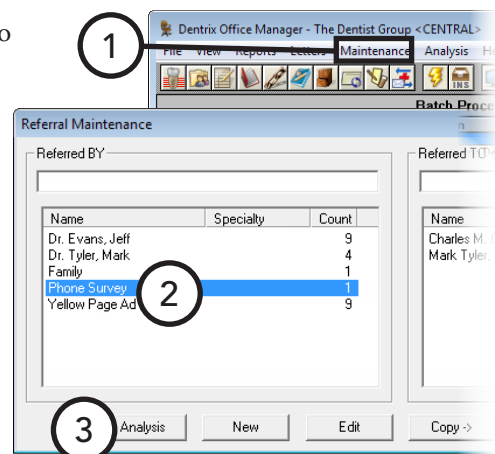 o
1
Dentrix Office Manager - The Dentist Group <CENTRAL>
File View Reports Letters Maintenance Analysis He
INS
Batch Proce
Referral Maintenance
Referred BY
Name Specialty Count
Dr. Evans, Jeff 9
Dr. Tyler, Mark 4
Family 1
Phone Survey 1
Yellow Page Ad 9
2
Referred TO
Name
Charles M.
Mark Tyler,
3
Analysis New Edit Copy ->